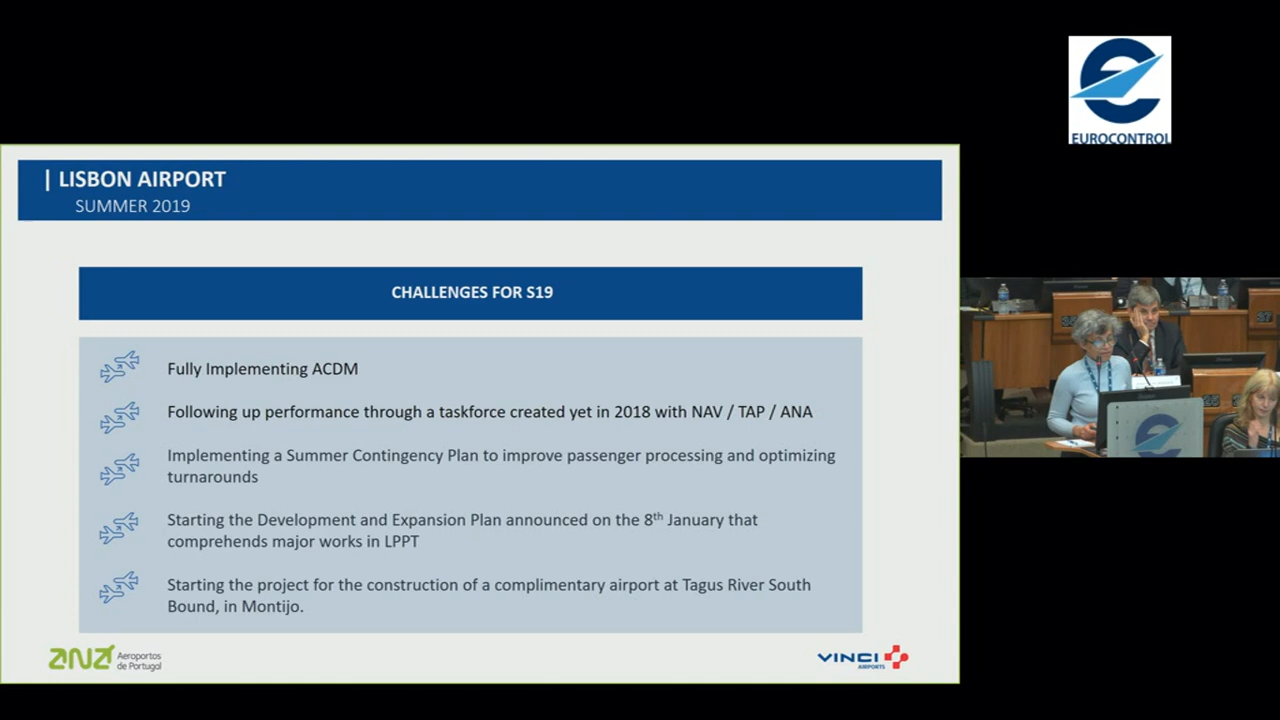 EUROCONTROL
| LISBON AIRPORT
SUMMER 2019
CHALLENGES FOR S19
Fully Implementing ACDM
Following up performance through a taskforce created yet in 2018 with NAV / TAP / ANA
Implementing a Summer Contingency Plan to improve passenger processing and optimizing
turnarounds
Starting the Development and Expansion Plan announced on the 8th January that
comprehends major works in LPPT
Starting the project for the construction of a complimentary airport at Tagus River South
Bound, in Montijo.
ana Aeroportos
de Portugal
VINCI
AIRPORTS